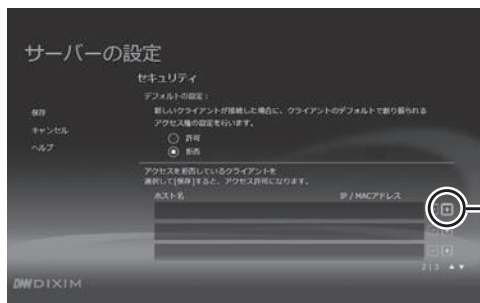 サーバーの設定
セキュリティ
デフォルトの設定：
新しいクライアントが接続した場合に、クライアントのデフォルトで割り振られる
アクセス権の設定を行います。
許可
拒否
保存
キャンセル
ヘルプ
アクセスを拒否しているクライアントを
選択して[保存]すると、アクセス許可になります。
ホスト名 IP / MACアドレス
2 | 3
DIXIM